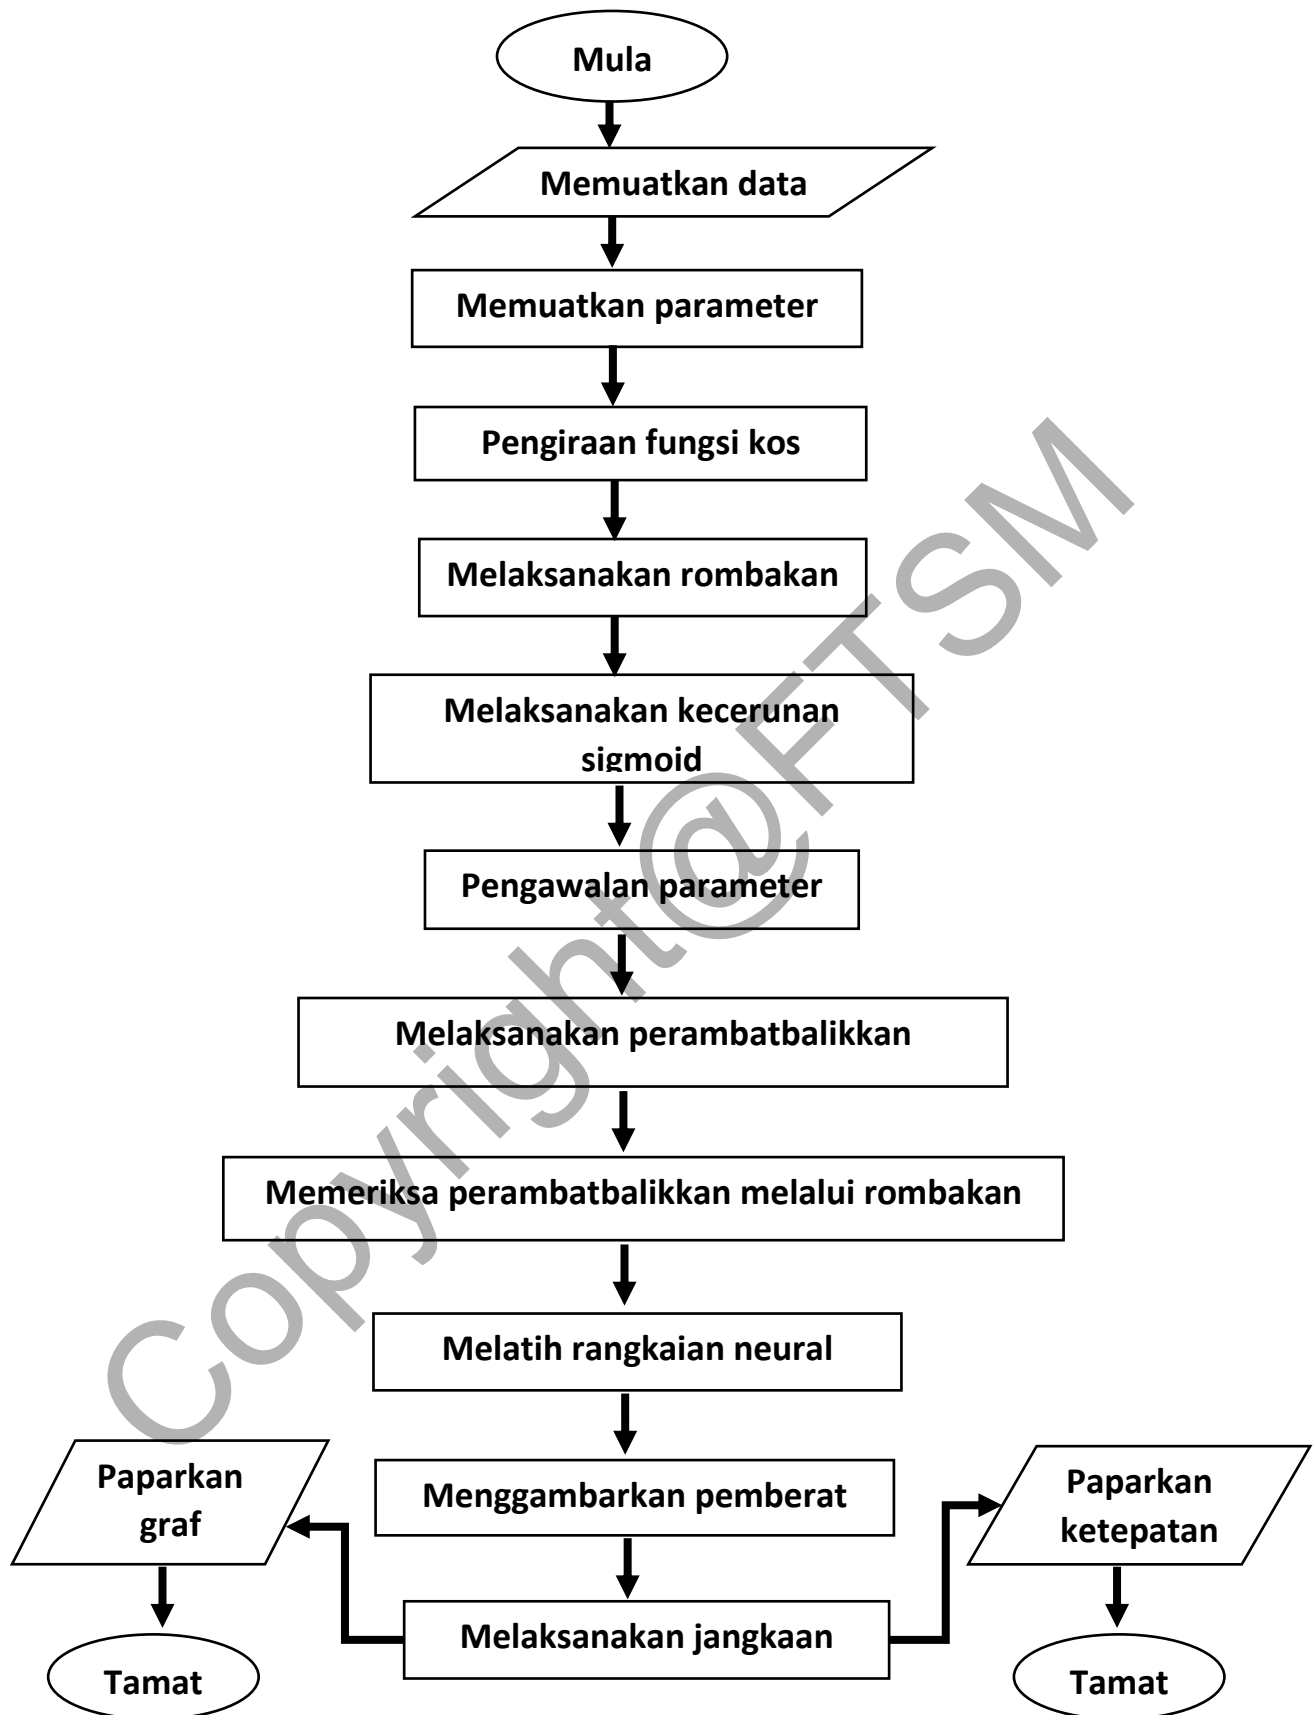 Mula
Memuatkan data
Memuatkan parameter
Pengiraan fungsi kos
Melaksanakan rombakan
Melaksanakan kecerunan
sigmoid
Pengawalan parameter
Melaksanakan perambatbalikkan
Memeriksa perambatbalikkan melalui rombakan
Melatih rangkaian neural
Menggambarkan pemberat
Melaksanakan jangkaan
Paparkan
graf
Tamat
Paparkan
ketepatan
Tamat
Copyright@FTSM